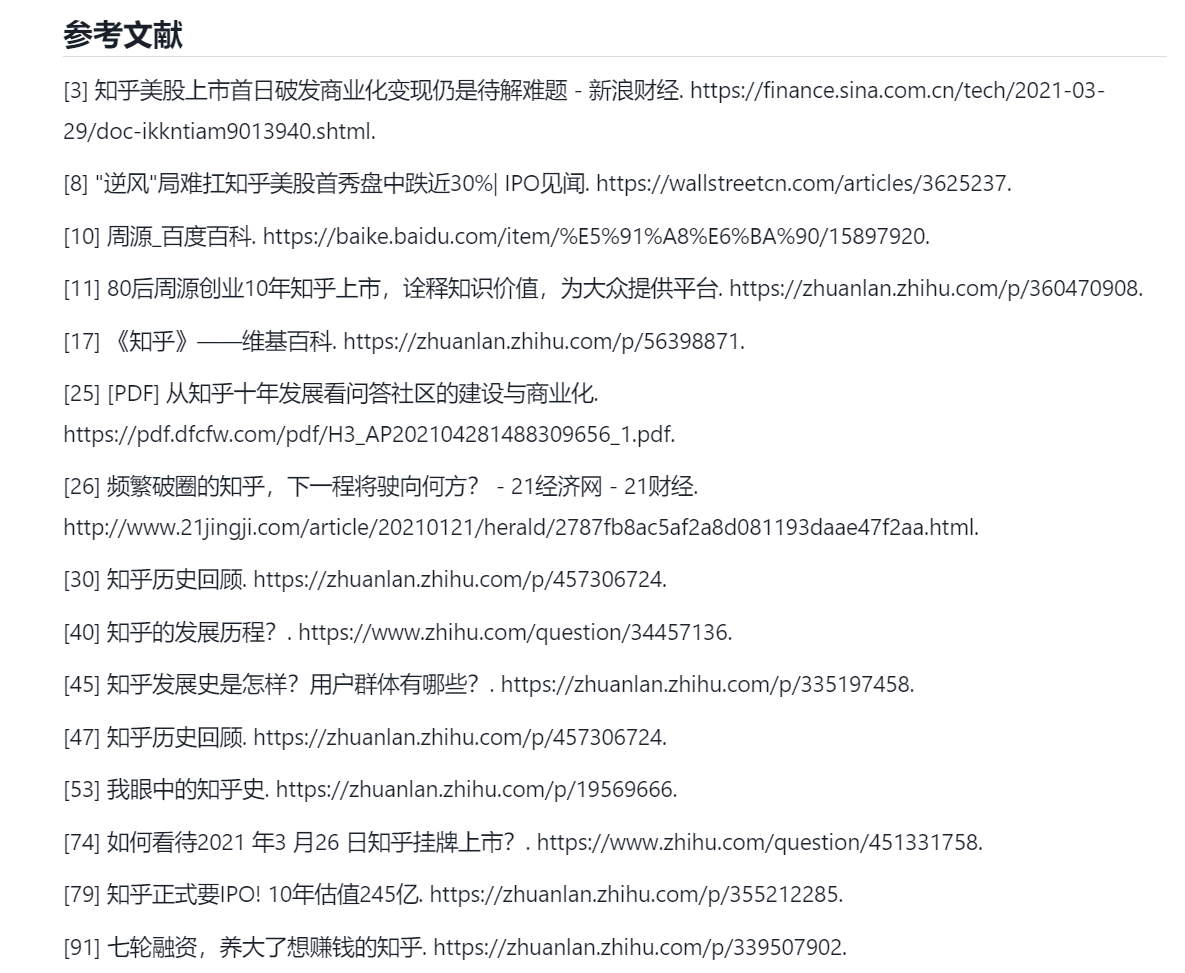 参考文献
[3] 知乎美股上市首日破发商业化变现仍是待解难题 - 新浪财经. https://finance.sina.com.cn/tech/2021-03-
29/doc-ikkntiam9013940.shtml.
[8] "逆风"局难扛知乎美股首秀盘中跌近30%| IPO见闻. https://wallstreetcn.com/articles/3625237.
[10] 周源_百度百科. https://baike.baidu.com/item/%E5%91%A8%E6%BA%90/15897920.
[11] 80后周源创业10年知乎上市，诠释知识价值，为大众提供平台. https://zhuanlan.zhihu.com/p/360470908.
[17] 《知乎》——维基百科. https://zhuanlan.zhihu.com/p/56398871.
[25] [PDF] 从知乎十年发展看问答社区的建设与商业化.
https://pdf.dfcfw.com/pdf/H3_AP202104281488309656_1.pdf.
[26] 频繁破圈的知乎，下一程将驶向何方？ - 21经济网 - 21财经.
http://www.21jingji.com/article/20210121/herald/2787fb8ac5af2a8d081193daae47f2aa.html.
[30] 知乎历史回顾. https://zhuanlan.zhihu.com/p/457306724.
[40] 知乎的发展历程？. https://www.zhihu.com/question/34457136.
[45] 知乎发展史是怎样？用户群体有哪些？. https://zhuanlan.zhihu.com/p/335197458.
[47] 知乎历史回顾. https://zhuanlan.zhihu.com/p/457306724.
[53] 我眼中的知乎史. https://zhuanlan.zhihu.com/p/19569666.
[74] 如何看待2021 年3 月26 日知乎挂牌上市？. https://www.zhihu.com/question/451331758.
[79] 知乎正式要IPO! 10年估值245亿. https://zhuanlan.zhihu.com/p/355212285.
[91] 七轮融资，养大了想赚钱的知乎. https://zhuanlan.zhihu.com/p/339507902.